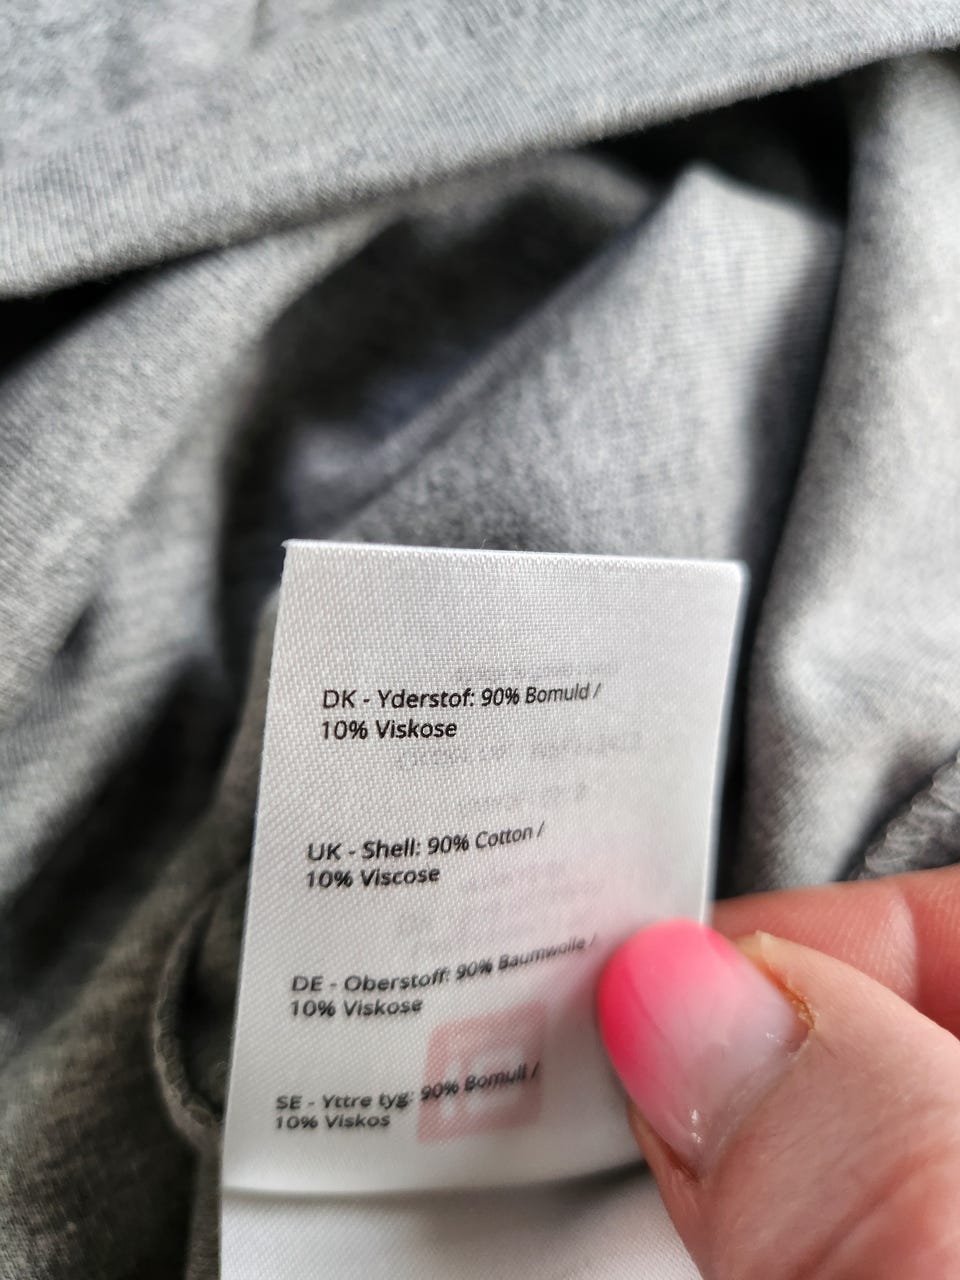 DK - Yderstof: 90% Bomuld /
10% Viskose
UK - Shell: 90% Cotton /
10% Viscose
DE - Oberstoff: 90% Baumwolle /
10% Viskose
SE - Yttre tyg: 90% Bomull /
10% Viskos